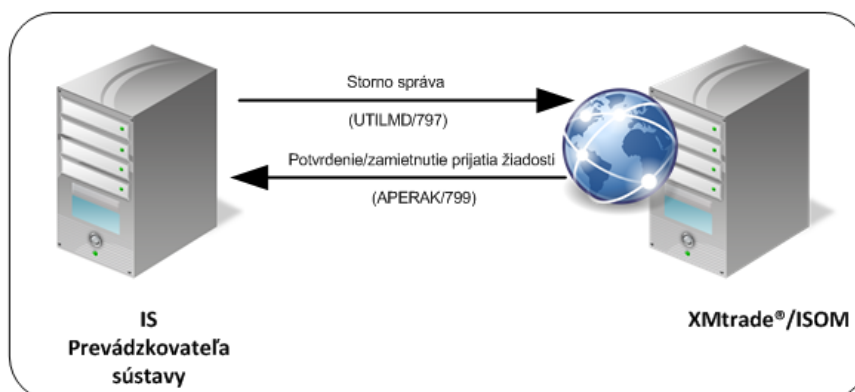 Storno správa
(UTILMD/797)
Potvrdenie/zamietnutie prijatia žiadosti
(APERAK/799)
IS
Prevádzkovateľa
sústavy
XMtrade®/ISOM